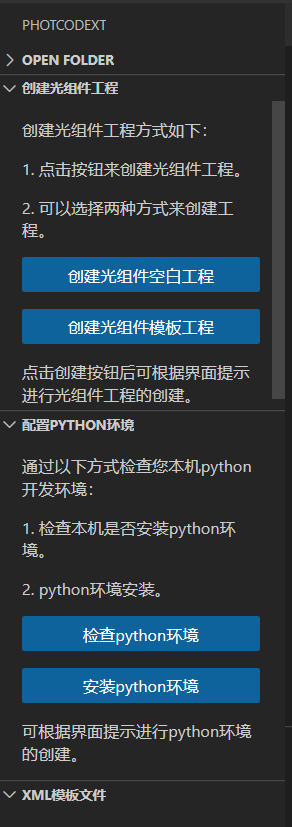 PHOTCODEXT
OPEN FOLDER
创建光组件工程
创建光组件工程方式如下：
1. 点击按钮来创建光组件工程。
2. 可以选择两种方式来创建工
程。
创建光组件空白工程
创建光组件模板工程
点击创建按钮后可根据界面提示
进行光组件工程的创建。
配置PYTHON环境
通过以下方式检查您本机python
开发环境：
1. 检查本机是否安装python环
境。
2. python环境安装。
检查python环境
安装python环境
可根据界面提示进行python环境
的创建。
XML模板文件